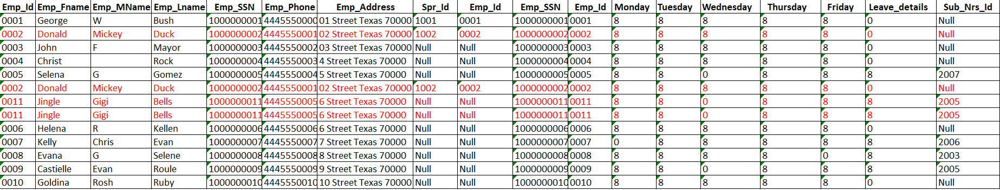 Emp_Id Emp_Fname Emp_MName Emp_Lname Emp_SSN Emp_Phone Emp_Address Spr_Id Emp_Id Emp_SSN Emp_Id Monday Tuesday Wednesday Thursday Friday Leave_details Sub_Nrs_Id
0001 George W Bush 1000000001 4445550000 01 Street Texas 70000 1001 0001 1000000001 0001 8 8 8 8 8 0 Null
0002 Donald Mickey Duck 1000000002 4445550001 02 Street Texas 70000 1002 0002 1000000002 0002 8 8 8 8 8 0 Null
0003 John F Mayor 1000000003 4445550002 03 Street Texas 70000 Null Null 1000000003 0003 8 8 8 8 8 0 Null
0004 Christ Rock 1000000004 4445550003 4 Street Texas 70000 Null Null 1000000004 0004 8 8 8 8 8 0 Null
0005 Selena G Gomez 1000000005 4445550004 5 Street Texas 70000 Null Null 1000000005 0005 8 8 0 8 8 8 2007
0002 Donald Mickey Duck 1000000002 4445550001 02 Street Texas 70000 1002 0002 1000000002 0002 8 8 8 8 8 0 Null
0011 Jingle Gigi Bells 1000000011 4445550005 6 Street Texas 70000 Null Null 1000000011 0011 8 8 0 8 8 8 2005
0011 Jingle Gigi Bells 1000000011 4445550005 6 Street Texas 70000 Null Null 1000000011 0011 8 8 0 8 8 8 2005
0006 Helena R Kellen 1000000006 4445550006 6 Street Texas 70000 Null Null 1000000006 0006 8 8 8 8 8 0 Null
0007 Kelly Chris Evan 1000000007 4445550007 7 Street Texas 70000 Null Null 1000000007 0007 0 8 8 8 8 8 2006
0008 Evana G Selene 1000000008 4445550008 8 Street Texas 70000 Null Null 1000000008 0008 8 8 8 8 0 8 2003
0009 Castielle Evan Roule 1000000009 4445550009 9 Street Texas 70000 Null Null 1000000009 0009 8 8 0 8 8 8 2005
0010 Goldina Rosh Ruby 1000000010 4445550010 10 Street Texas 70000 Null Null 1000000010 0010 8 8 8 8 8 0 Null